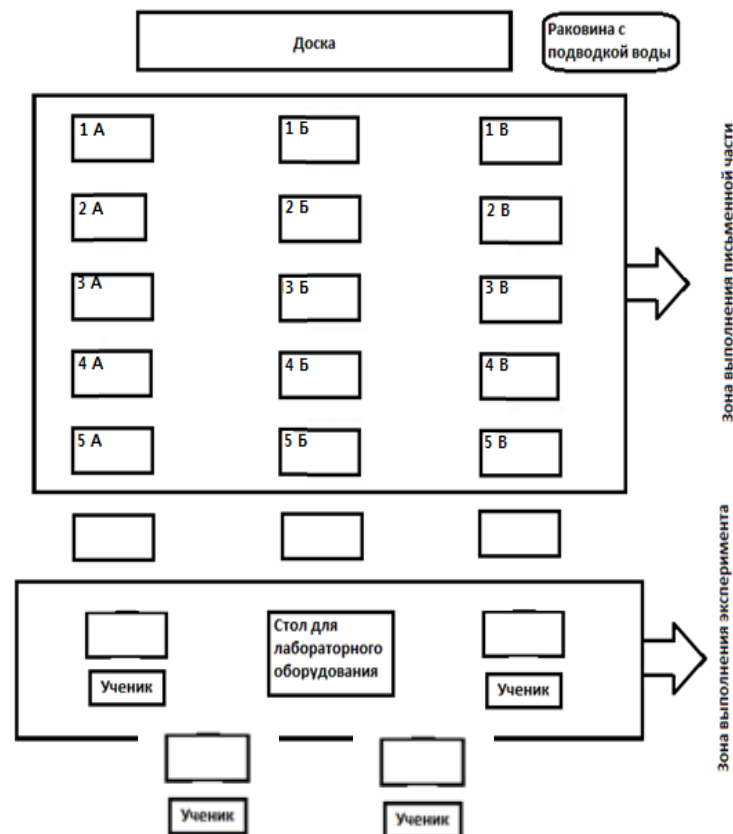 Доска
Раковина с
подводкой воды
1 А
1 Б
1 В
2 А
2 Б
2 В
3 А
3 Б
3 В
4 А
4 Б
4 В
5 А
5 Б
5 В
Зона выполнения письменной части
Стол для
лабораторного
оборудования
Ученик
Ученик
Ученик
Ученик
Зона выполнения эксперимента